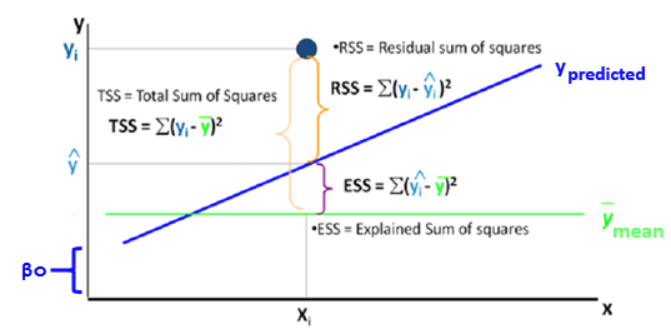 y
yᵢ
•RSS = Residual sum of squares
y predicted
RSS = ∑(yᵢ - ŷᵢ)²
TSS = Total Sum of Squares
TSS = ∑(yᵢ - ȳ)²
ŷ
ESS = ∑(ŷᵢ - ȳ)²
ȳ mean
•ESS = Explained Sum of squares
βo
Xᵢ
x